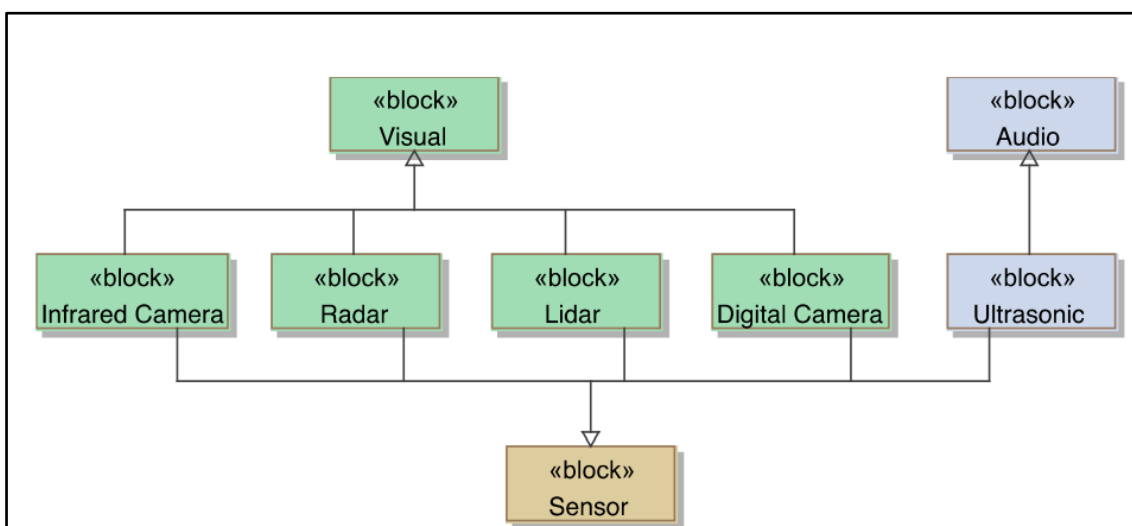 «block»
Visual
«block»
Audio
«block»
Infrared Camera
«block»
Radar
«block»
Lidar
«block»
Digital Camera
«block»
Ultrasonic
«block»
Sensor